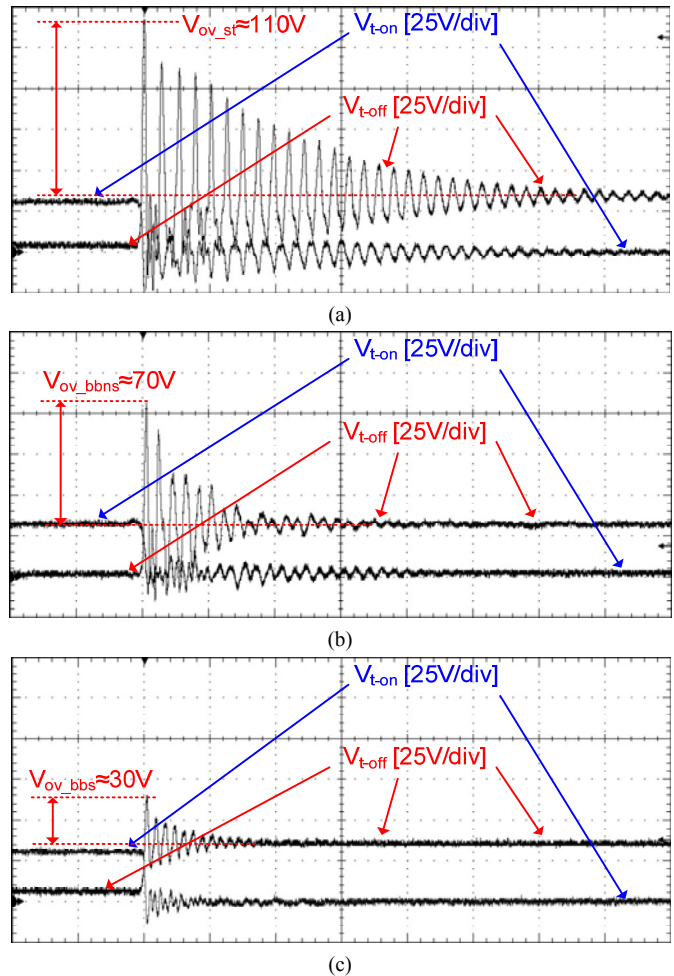 V_ov_st≈110V
V_t-on [25V/div]
V_t-off [25V/div]
(a)
V_ov_bbns≈70V
V_t-on [25V/div]
V_t-off [25V/div]
(b)
V_ov_bbs≈30V
V_t-on [25V/div]
V_t-off [25V/div]
(c)